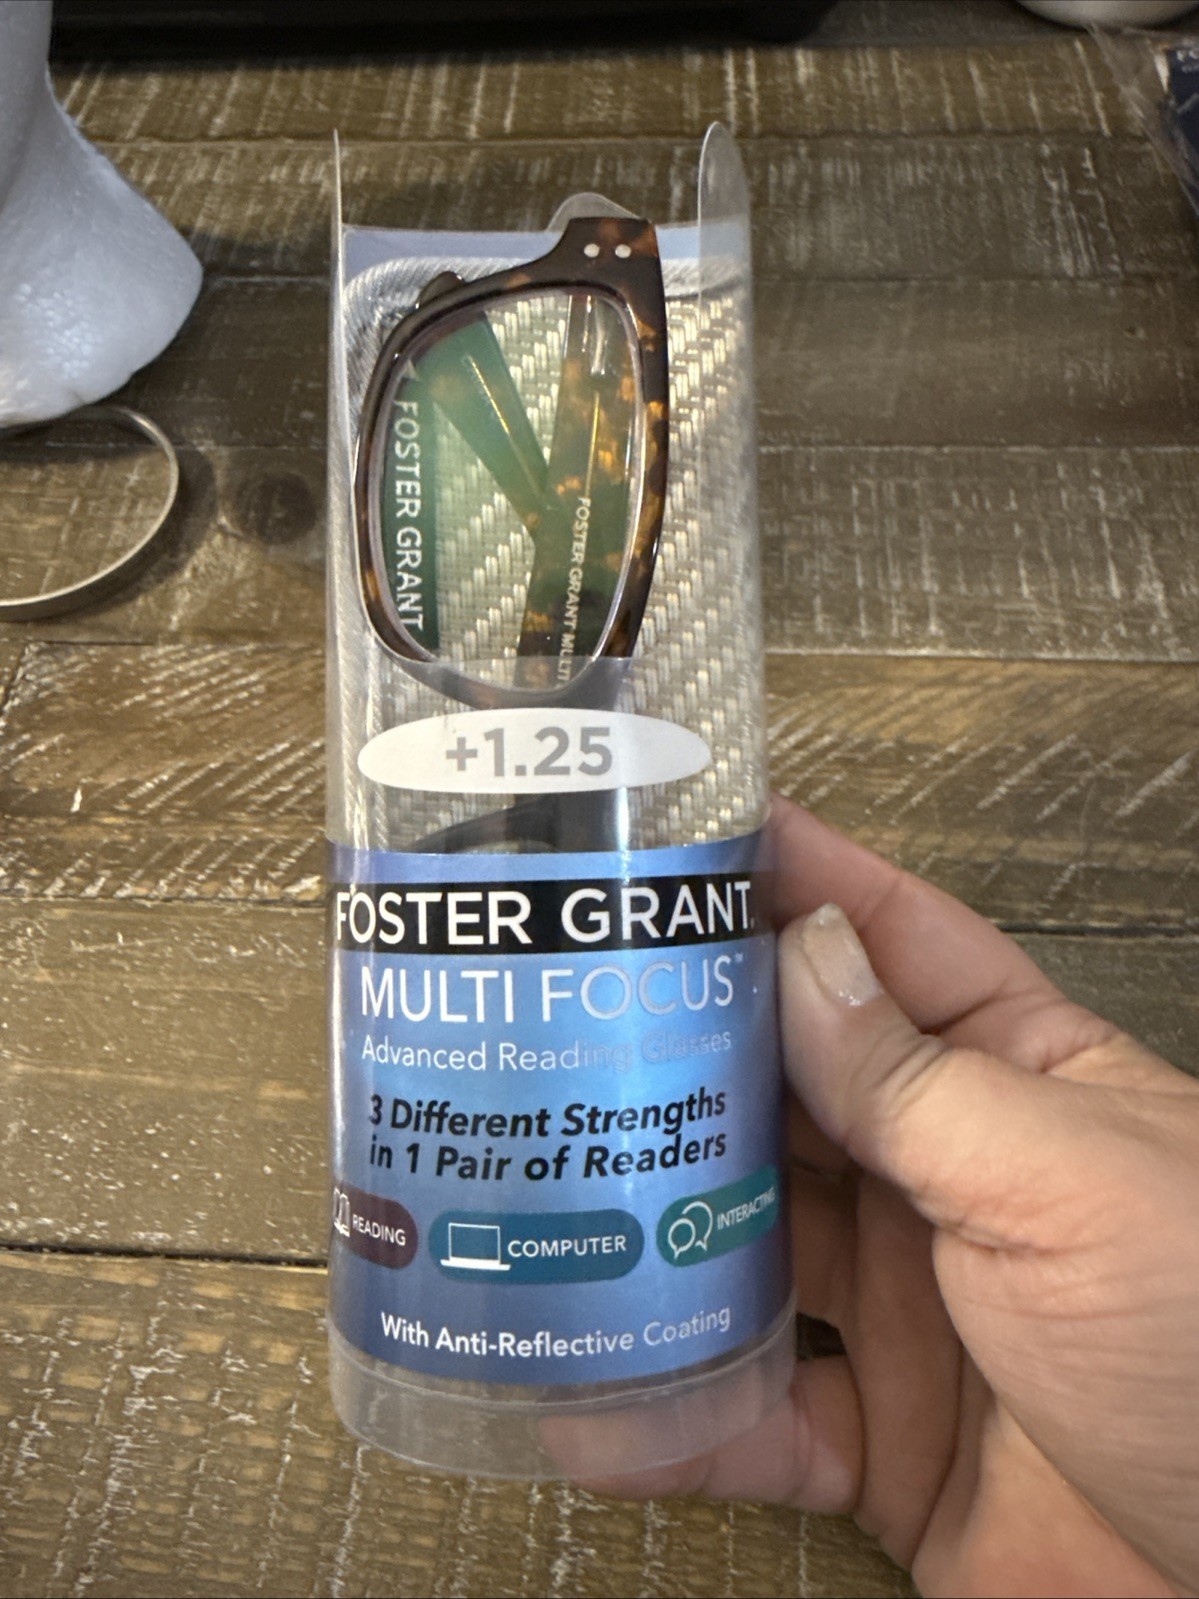 FOSTER GRANT
FOSTER GRANT MULTI
+1.25
FOSTER GRANT.
MULTI FOCUS™
Advanced Reading Glasses
3 Different Strengths
in 1 Pair of Readers
READING
COMPUTER
INTERACTING
With Anti-Reflective Coating